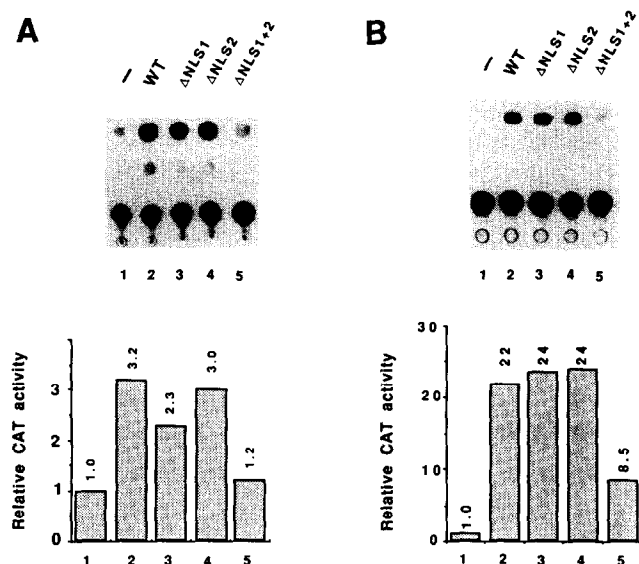 A
– WT ΔNLS1 ΔNLS2 ΔNLS1+2
1 2 3 4 5
Relative CAT activity
3
2
1
0
1.0 3.2 2.3 3.0 1.2
1 2 3 4 5
B
– WT ΔNLS1 ΔNLS2 ΔNLS1+2
1 2 3 4 5
Relative CAT activity
30
20
10
0
1.0 22 24 24 8.5
1 2 3 4 5